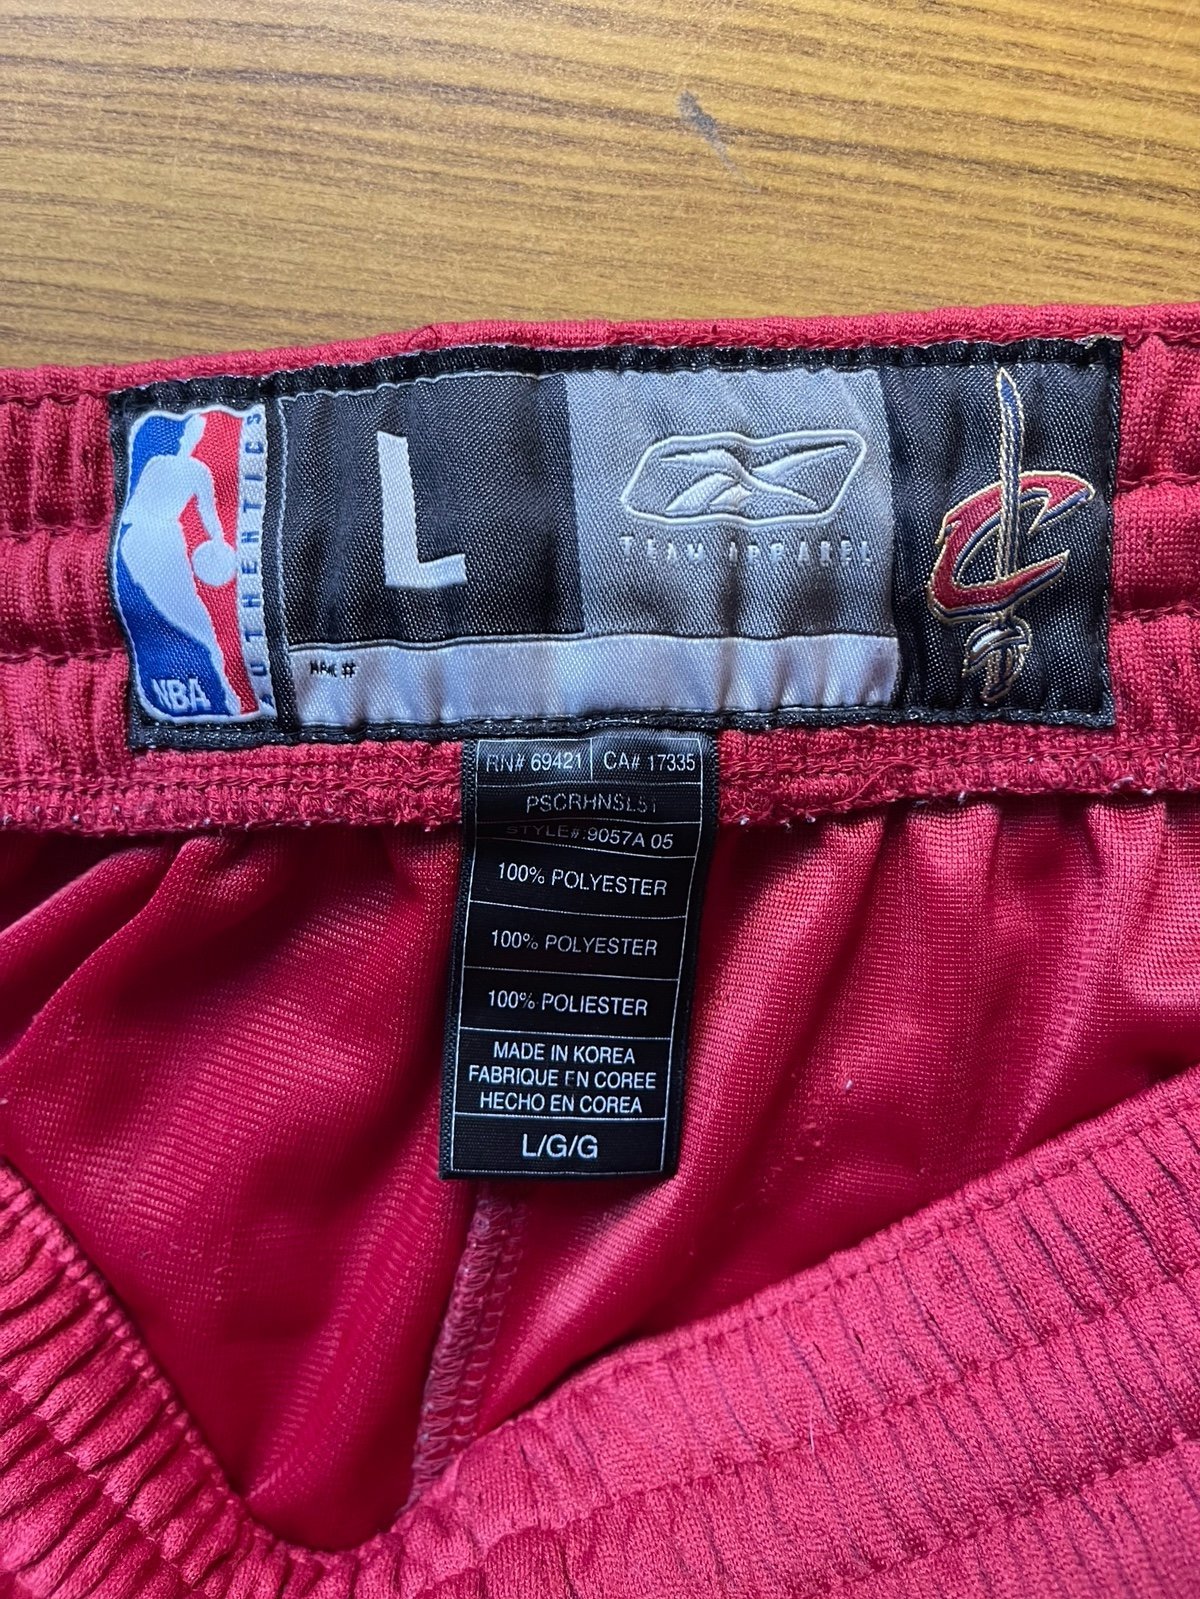 NBA
AUTHENTICS
L
TEAM APPAREL
RN# 69421 CA# 17335
PSCRHNSLS1
STYLE#:9057A 05
100% POLYESTER
100% POLYESTER
100% POLIESTER
MADE IN KOREA
FABRIQUE EN COREE
HECHO EN COREA
L/G/G